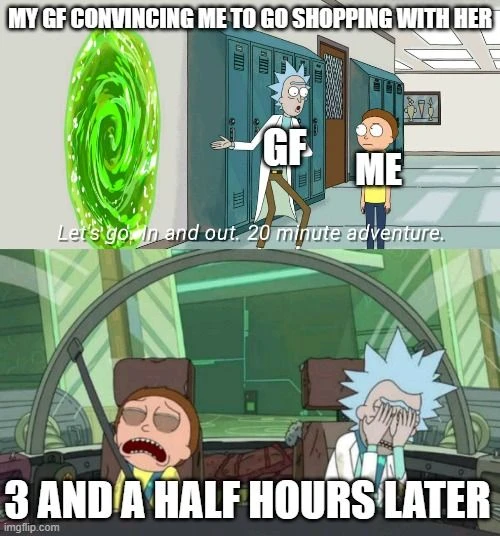 MY GF CONVINCING ME TO GO SHOPPING WITH HER
GF
ME
Let's go. In and out. 20 minute adventure.
3 AND A HALF HOURS LATER
imgflip.com